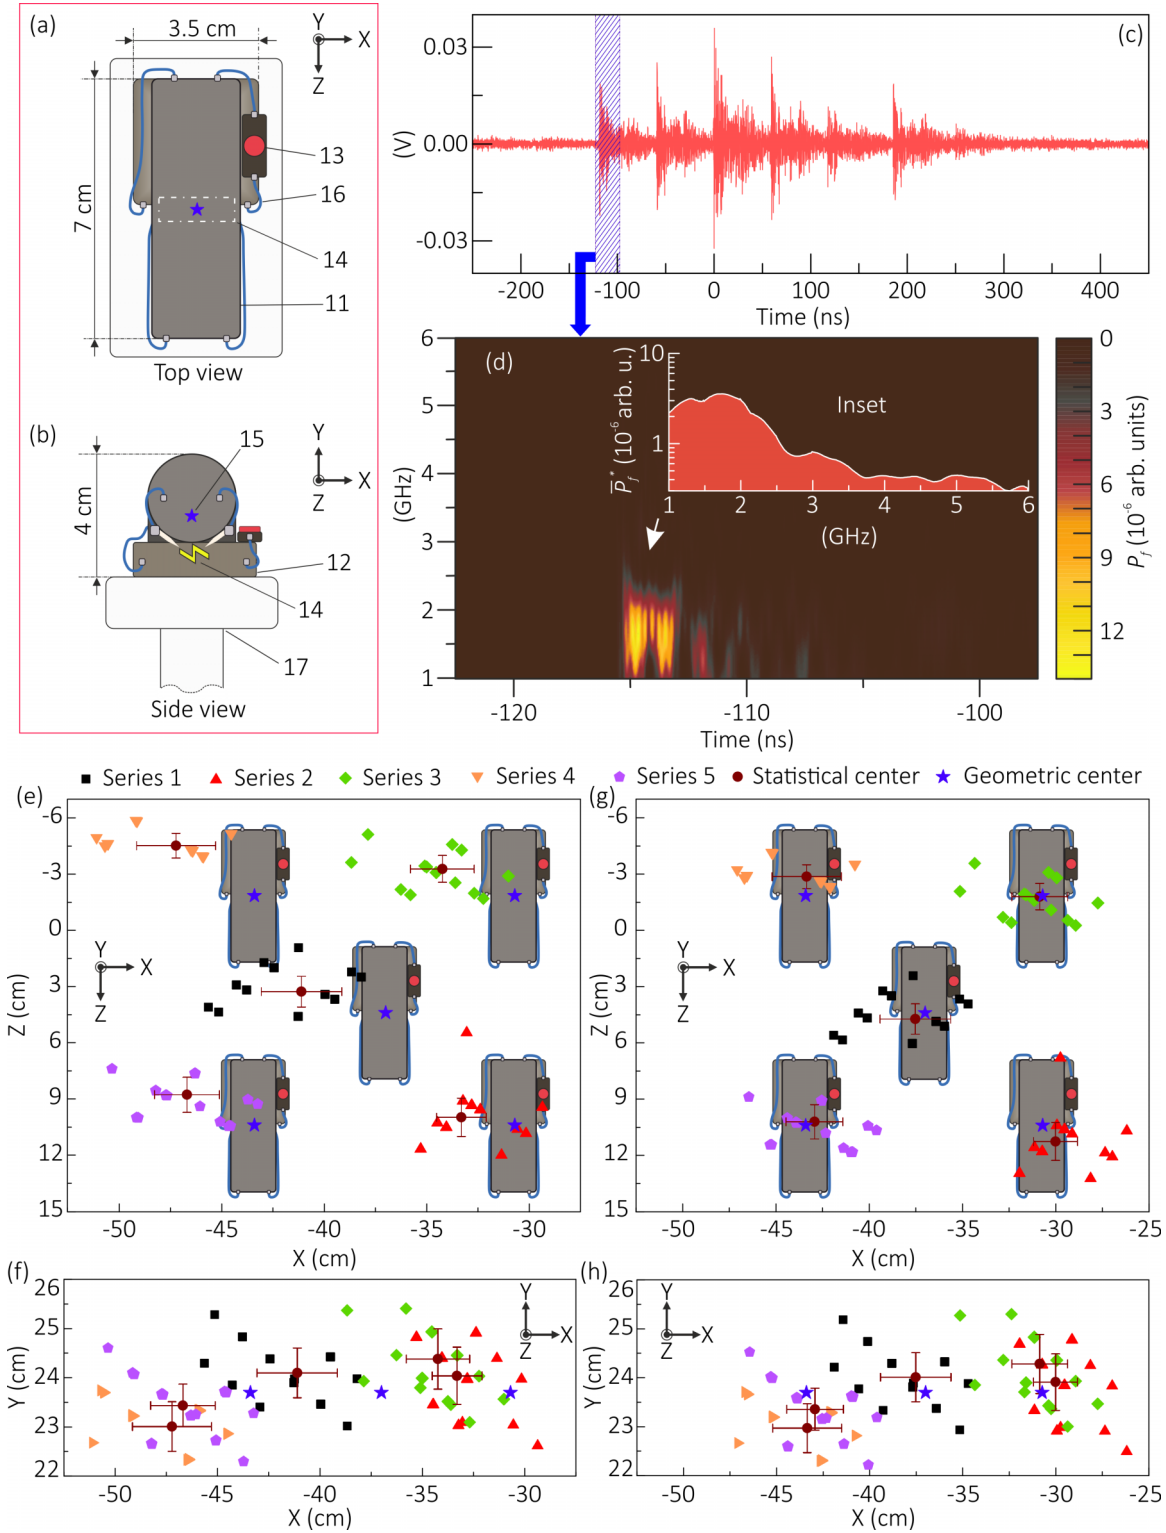 (a)
3.5 cm
Y
X
Z
7 cm
13
16
14
11
Top view
(b)
15
Y
X
Z
4 cm
12
14
17
Side view
(c)
0.03
0.00
-0.03
(V)
-200 -100 0 100 200 300 400
Time (ns)
(d)
6
5
4
3
2
1
(GHz)
10
1
P̅f* (10⁻⁶ arb. u.)
Inset
1 2 3 4 5 6
(GHz)
-120 -110 -100
Time (ns)
0
3
6
9
12
Pf (10⁻⁶ arb. units)
Series 1 Series 2 Series 3 Series 4 Series 5 Statistical center Geometric center
(e)
-6
-3
0
3
6
9
12
15
Z (cm)
Y
X
Z
-50 -45 -40 -35 -30
X (cm)
(g)
-6
-3
0
3
6
9
12
15
Z (cm)
Y
X
Z
-50 -45 -40 -35 -30 -25
X (cm)
(f)
26
25
24
23
22
Y (cm)
Y
X
Z
-50 -45 -40 -35 -30
X (cm)
(h)
26
25
24
23
22
Y (cm)
Y
X
Z
-50 -45 -40 -35 -30 -25
X (cm)